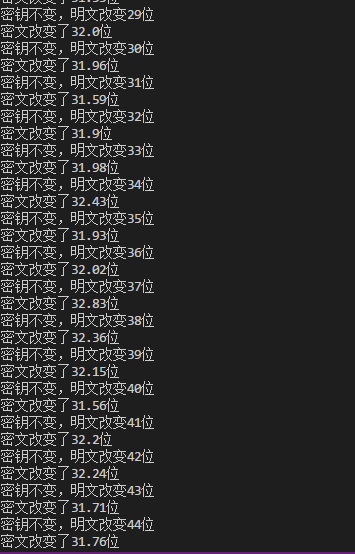 密钥不变，明文改变29位
密文改变了32.0位
密钥不变，明文改变30位
密文改变了31.96位
密钥不变，明文改变31位
密文改变了31.59位
密钥不变，明文改变32位
密文改变了31.9位
密钥不变，明文改变33位
密文改变了31.98位
密钥不变，明文改变34位
密文改变了32.43位
密钥不变，明文改变35位
密文改变了31.93位
密钥不变，明文改变36位
密文改变了32.02位
密钥不变，明文改变37位
密文改变了32.83位
密钥不变，明文改变38位
密文改变了32.36位
密钥不变，明文改变39位
密文改变了32.15位
密钥不变，明文改变40位
密文改变了31.56位
密钥不变，明文改变41位
密文改变了32.2位
密钥不变，明文改变42位
密文改变了32.24位
密钥不变，明文改变43位
密文改变了31.71位
密钥不变，明文改变44位
密文改变了31.76位